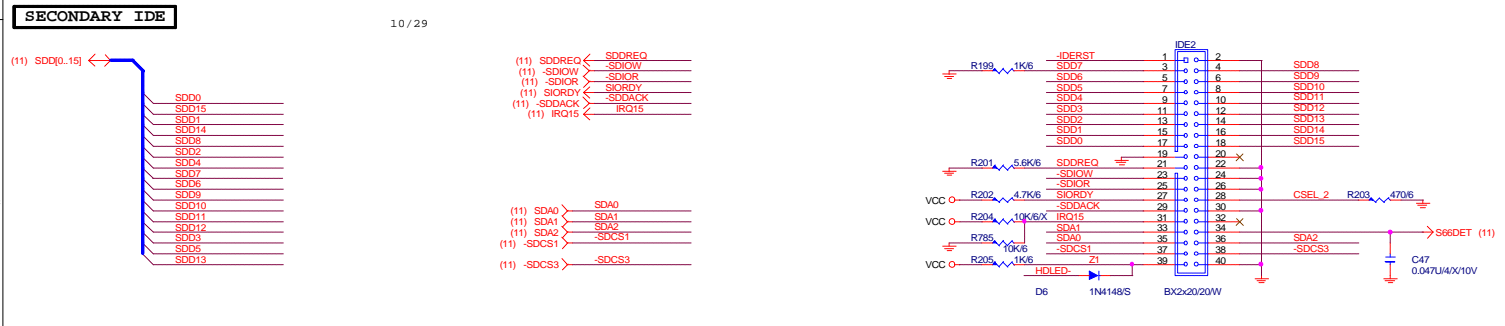 SECONDARY IDE
10/29
(11) SDD[0..15]
SDD0
SDD15
SDD1
SDD14
SDD8
SDD2
SDD4
SDD7
SDD6
SDD9
SDD10
SDD11
SDD12
SDD3
SDD5
SDD13
(11) SDDREQ SDDREQ
(11) -SDIOW -SDIOW
(11) -SDIOR -SDIOR
(11) SIORDY SIORDY
(11) -SDDACK -SDDACK
(11) IRQ15 IRQ15
(11) SDA0 SDA0
(11) SDA1 SDA1
(11) SDA2 SDA2
(11) -SDCS1 -SDCS1
(11) -SDCS3 -SDCS3
IDE2
-IDERST 1 2
R199 1K/6 SDD7 3 4 SDD8
SDD6 5 6 SDD9
SDD5 7 8 SDD10
SDD4 9 10 SDD11
SDD3 11 12 SDD12
SDD2 13 14 SDD13
SDD1 15 16 SDD14
SDD0 17 18 SDD15
19 20
R201 5.6K/6 SDDREQ 21 22
-SDIOW 23 24
-SDIOR 25 26
VCC R202 4.7K/6 SIORDY 27 28 CSEL_2 R203 470/6
-SDDACK 29 30
VCC R204 10K/6/X IRQ15 31 32
SDA1 33 34 S66DET (11)
R785 10K/6 SDA0 35 36 SDA2
-SDCS1 37 38 -SDCS3
VCC R205 1K/6 Z1 39 40
HDLED-
C47
0.047U/4/X/10V
D6 1N4148/S BX2x20/20/W